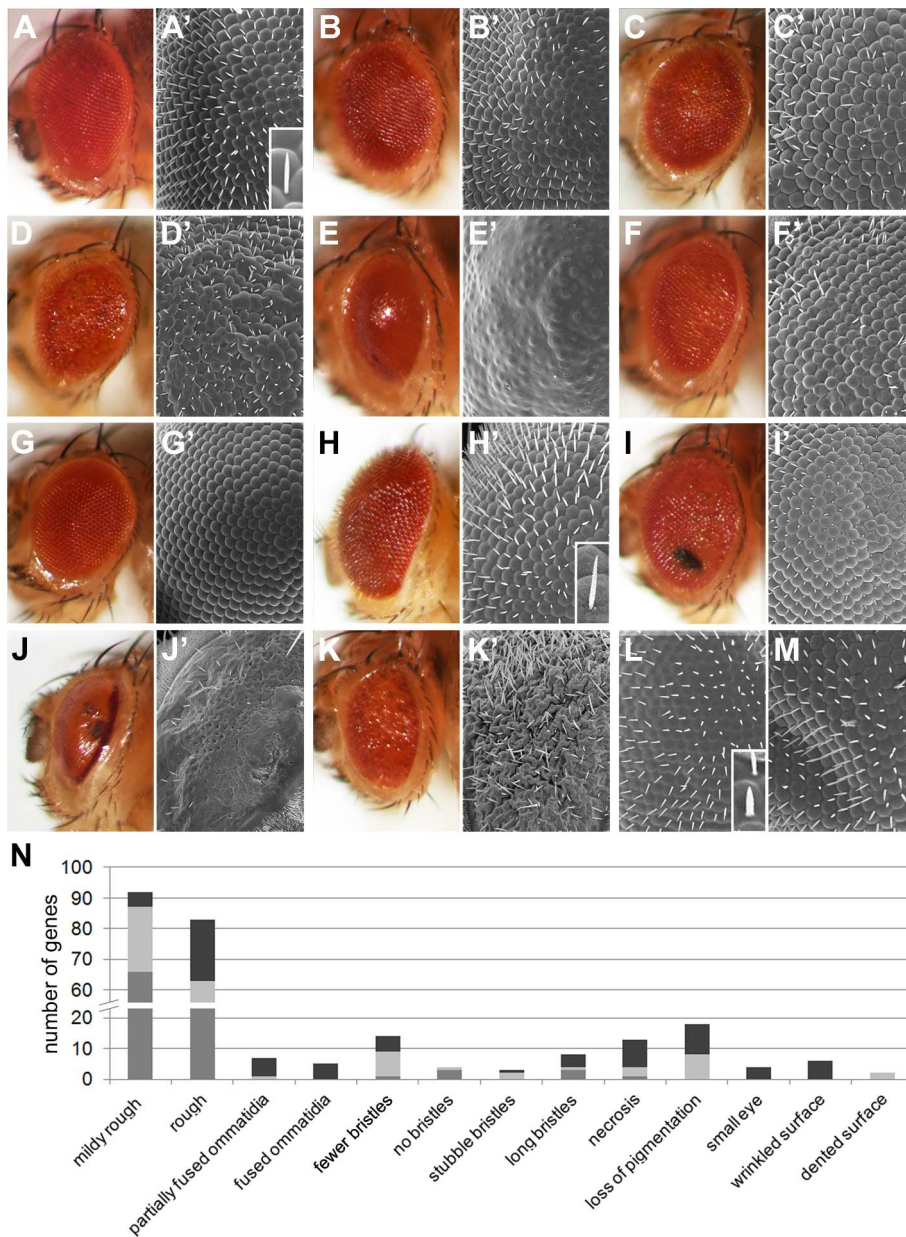 A A' B B' C C'
D D' E E' F F'
G G' H H' I I'
J J' K K' L M
N
number of genes
100
90
80
70
60
20
10
0
mildy rough
rough
partially fused ommatidia
fused ommatidia
fewer bristles
no bristles
stubble bristles
long bristles
necrosis
loss of pigmentation
small eye
wrinkled surface
dented surface